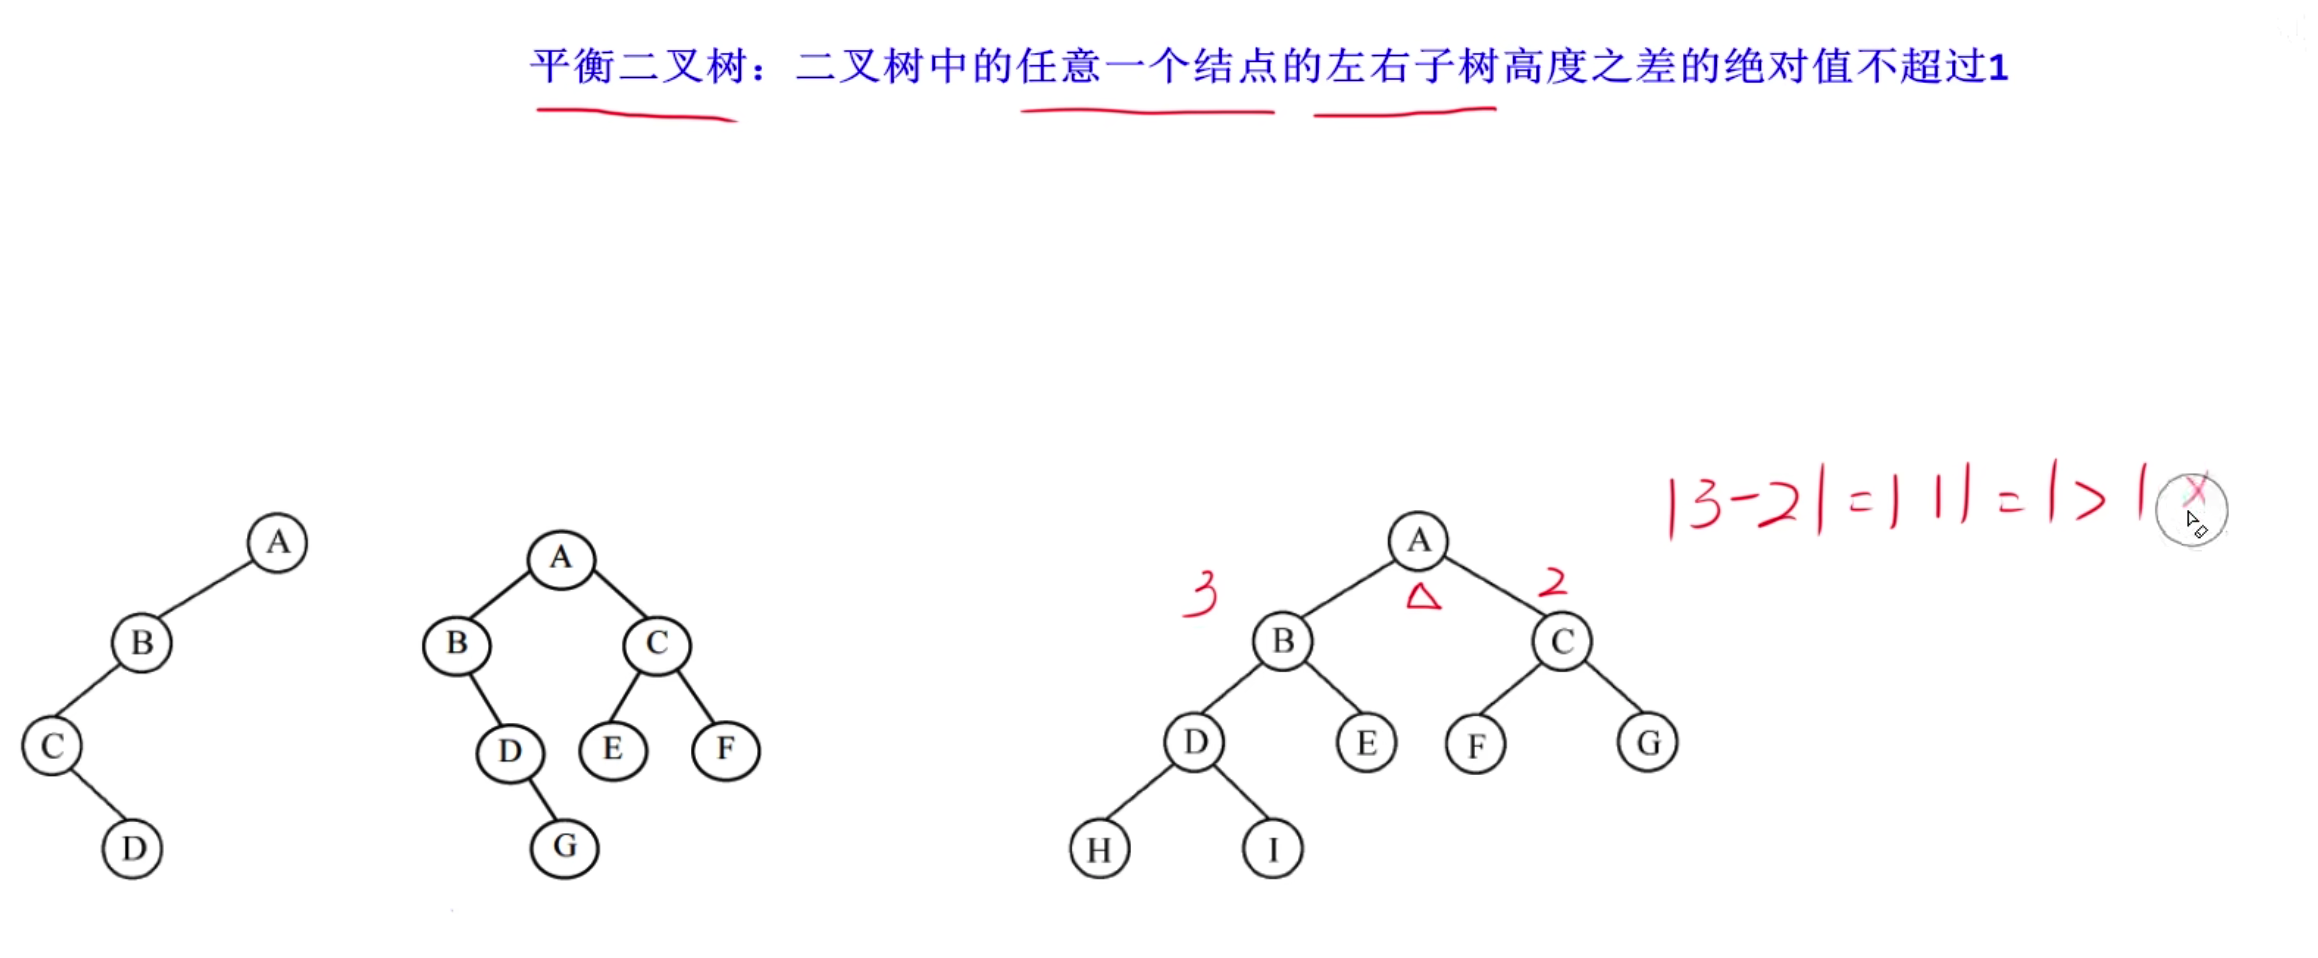 平衡二叉树：二叉树中的任意一个结点的左右子树高度之差的绝对值不超过1
|3-2|=|1|=1>1 X
A
B
C
D
A
B C
D E F
G
A
3 2
B C
D E F G
H I